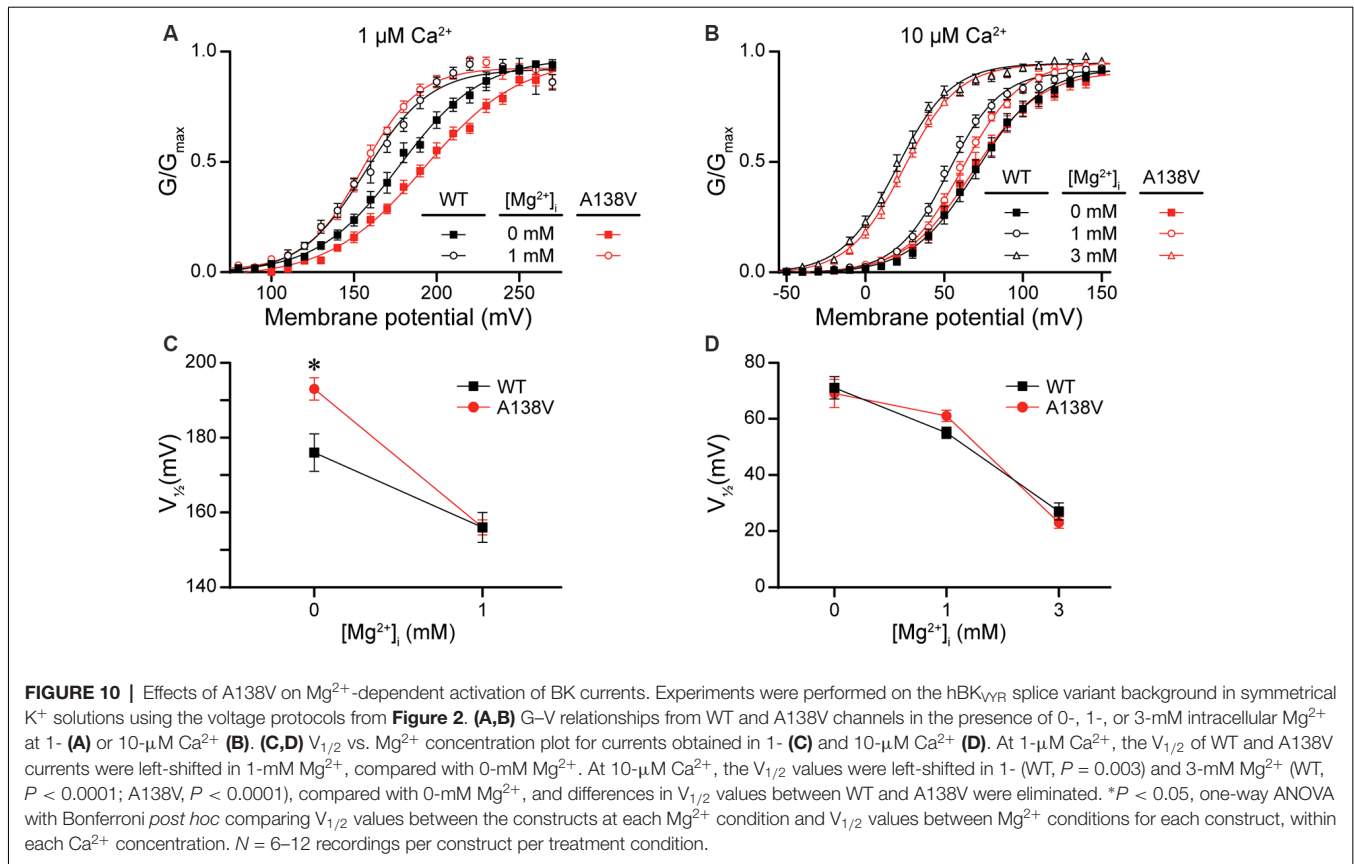 A
1 µM Ca²⁺
1.0
0.5
0.0
G/Gmax
100
150
200
250
Membrane potential (mV)
WT
[Mg²⁺]i
A138V
0 mM
1 mM
B
10 µM Ca²⁺
1.0
0.5
0.0
G/Gmax
-50
0
50
100
150
Membrane potential (mV)
WT
[Mg²⁺]i
A138V
0 mM
1 mM
3 mM
C
200
180
160
140
V½(mV)
*
WT
A138V
0
1
[Mg²⁺]i (mM)
D
80
60
40
20
0
V½(mV)
WT
A138V
0
1
3
[Mg²⁺]i (mM)
FIGURE 10 | Effects of A138V on Mg²⁺-dependent activation of BK currents. Experiments were performed on the hBKVYR splice variant background in symmetrical
K⁺ solutions using the voltage protocols from Figure 2. (A,B) G–V relationships from WT and A138V channels in the presence of 0-, 1-, or 3-mM intracellular Mg²⁺
at 1- (A) or 10-µM Ca²⁺ (B). (C,D) V1/2 vs. Mg²⁺ concentration plot for currents obtained in 1- (C) and 10-µM Ca²⁺ (D). At 1-µM Ca²⁺, the V1/2 of WT and A138V
currents were left-shifted in 1-mM Mg²⁺, compared with 0-mM Mg²⁺. At 10-µM Ca²⁺, the V1/2 values were left-shifted in 1- (WT, P = 0.003) and 3-mM Mg²⁺ (WT,
P < 0.0001; A138V, P < 0.0001), compared with 0-mM Mg²⁺, and differences in V1/2 values between WT and A138V were eliminated. *P < 0.05, one-way ANOVA
with Bonferroni post hoc comparing V1/2 values between the constructs at each Mg²⁺ condition and V1/2 values between Mg²⁺ conditions for each construct, within
each Ca²⁺ concentration. N = 6–12 recordings per construct per treatment condition.